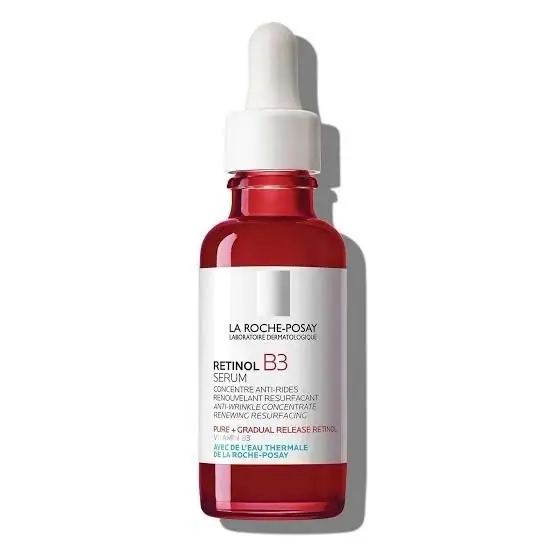 LA ROCHE-POSAY
LABORATOIRE DERMATOLOGIQUE
RETINOL B3
SERUM
CONCENTRE ANTI-RIDES
RENOUVELANT RESURFACANT
ANTI-WRINKLE CONCENTRATE
RENEWING RESURFACING
PURE + GRADUAL RELEASE RETINOL
VITAMIN B3
AVEC DE L'EAU THERMALE
DE LA ROCHE-POSAY